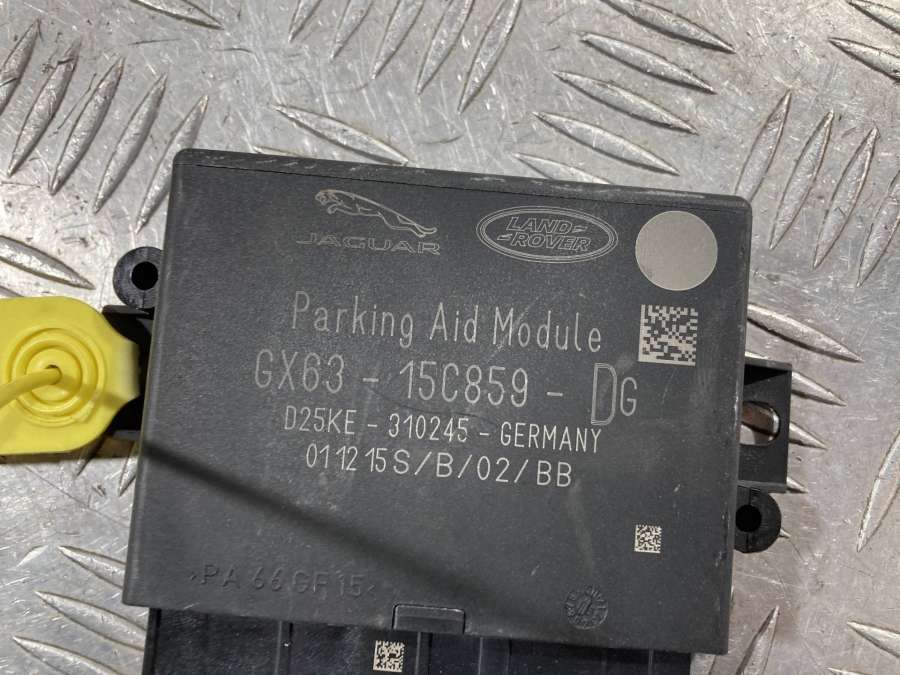 JAGUAR
LAND
ROVER
Parking Aid Module
GX63 - 15C859 - DG
D25KE - 310245 - GERMANY
011215S/B/02/BB
>PA 66 GF15<